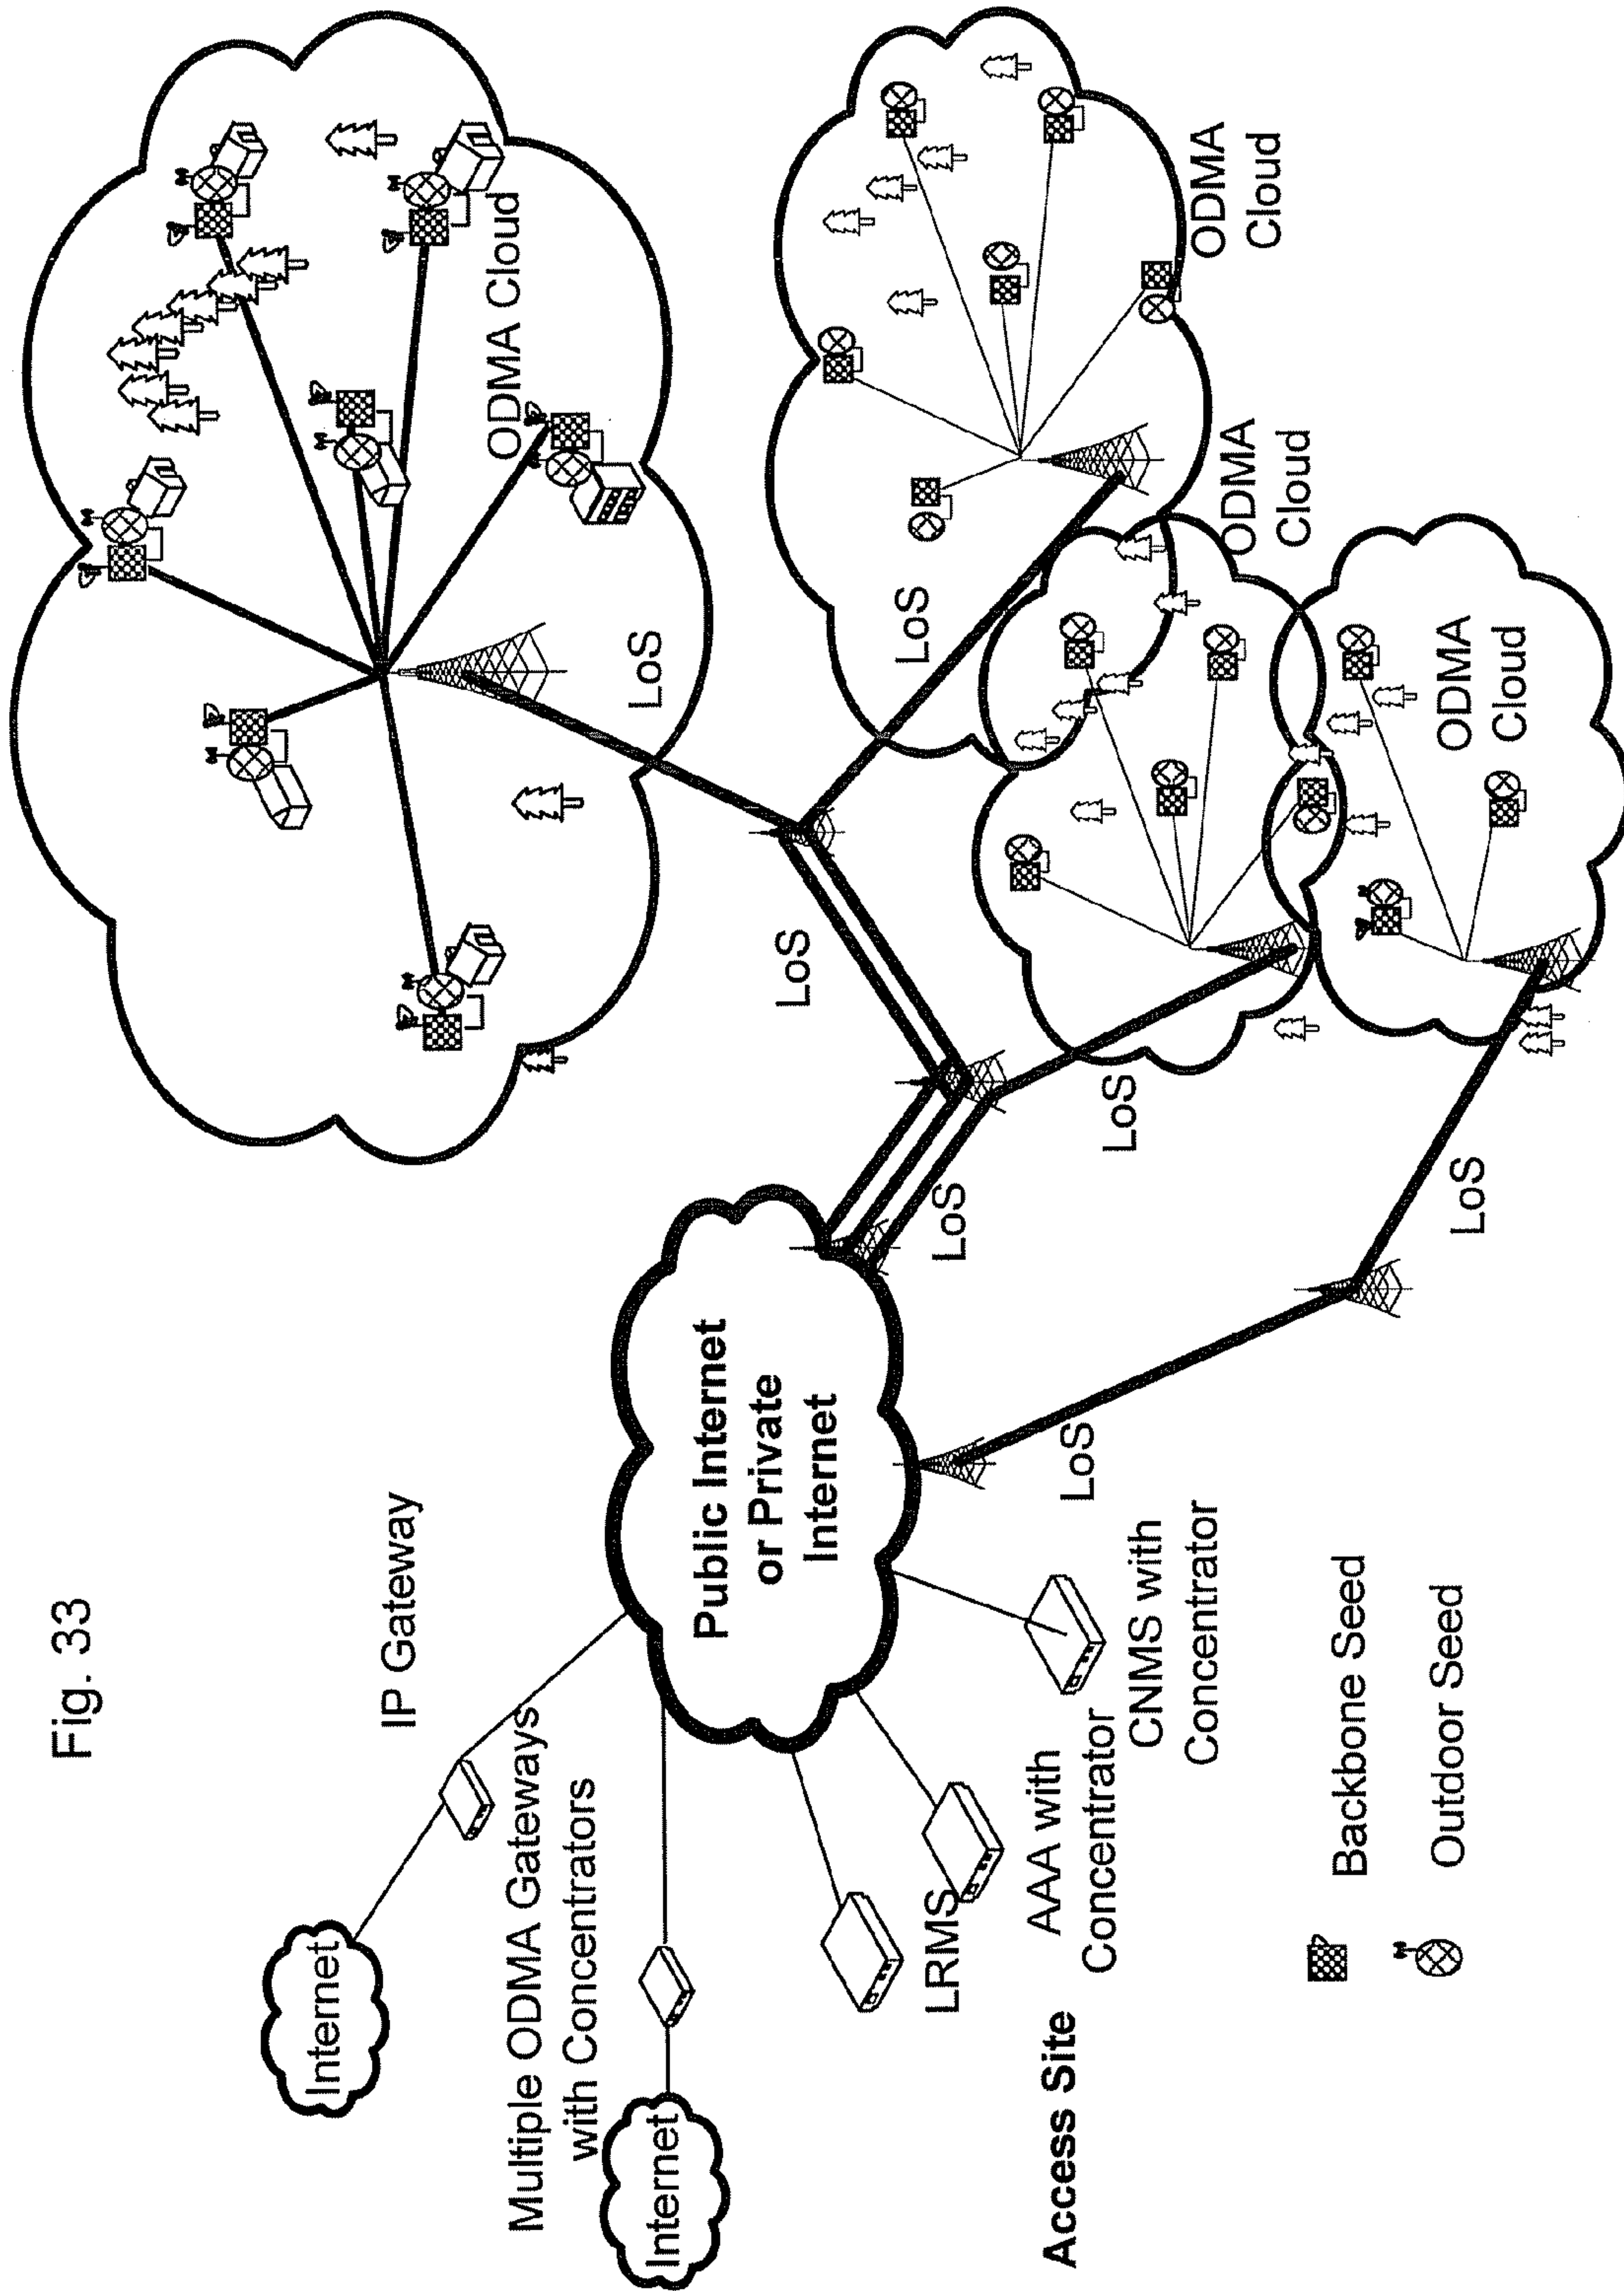 Fig. 33
IP Gateway
Internet
Multiple ODMA Gateways
with Concentrators
Internet
Public Internet
or Private
Internet
LRMS
AAA with
Concentrator
CNMS with
Concentrator
Access Site
Backbone Seed
Outdoor Seed
LoS
LoS
LoS
LoS
LoS
LoS
LoS
ODMA Cloud
ODMA
Cloud
ODMA
Cloud
ODMA
Cloud